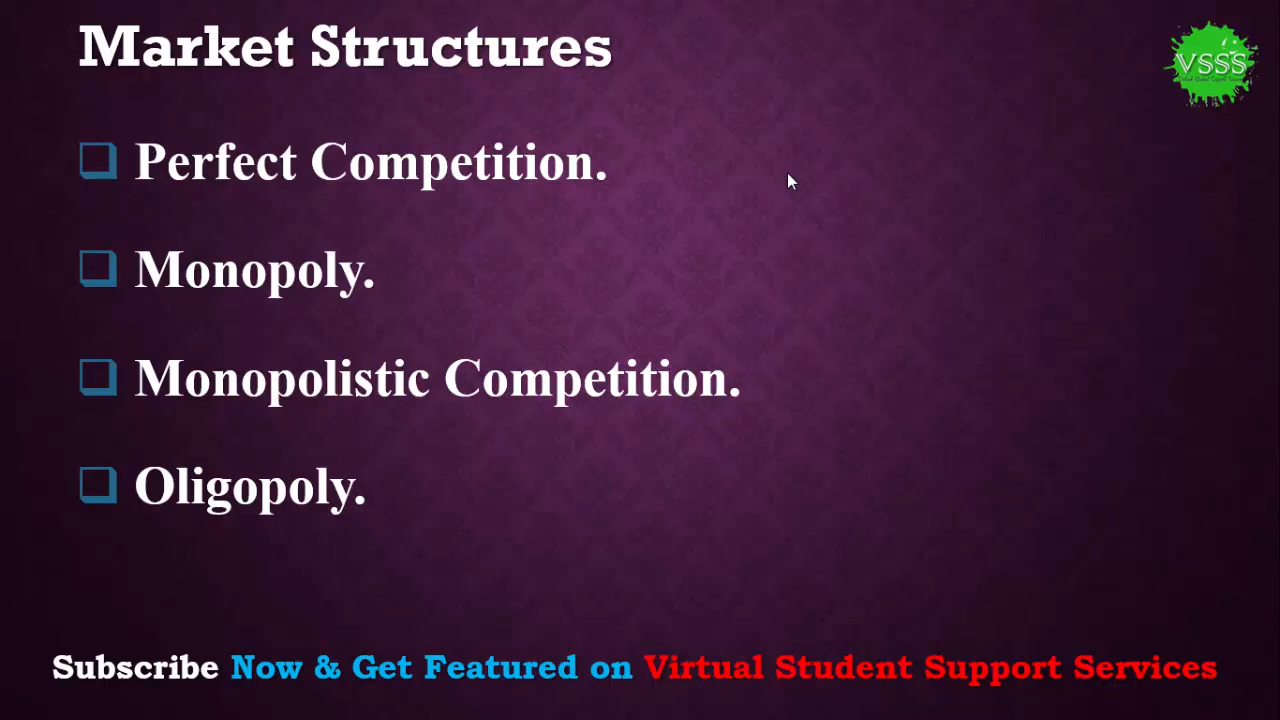 Market Structures
VSSS
Perfect Competition.
Monopoly.
Monopolistic Competition.
Oligopoly.
Subscribe Now & Get Featured on Virtual Student Support Services